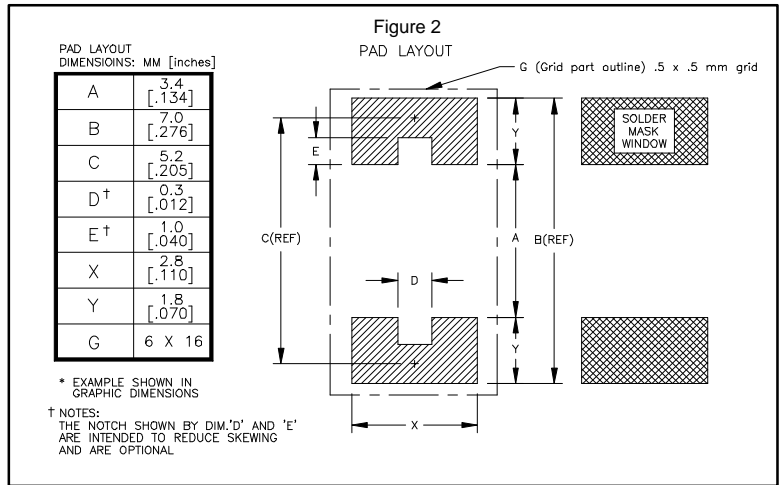 Figure 2
PAD LAYOUT
DIMENSIOINS: MM [inches]
A 3.4 [.134]
B 7.0 [.276]
C 5.2 [.205]
D† 0.3 [.012]
E† 1.0 [.040]
X 2.8 [.110]
Y 1.8 [.070]
G 6 X 16
* EXAMPLE SHOWN IN
GRAPHIC DIMENSIONS
† NOTES:
THE NOTCH SHOWN BY DIM.'D' AND 'E'
ARE INTENDED TO REDUCE SKEWING
AND ARE OPTIONAL
PAD LAYOUT
G (Grid part outline) .5 x .5 mm grid
E
Y
C(REF)
A
B(REF)
D
Y
X
SOLDER
MASK
WINDOW